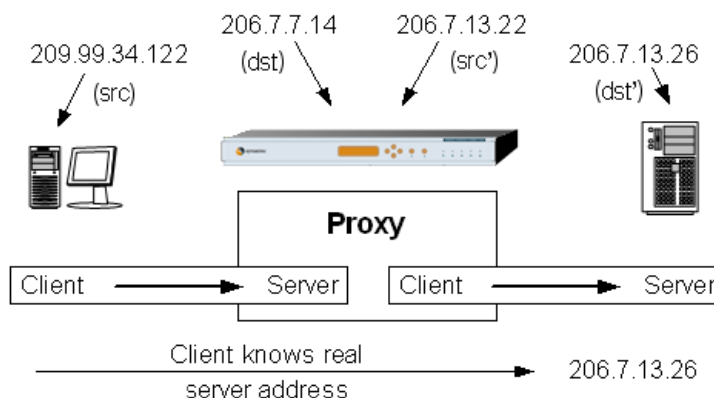 209.99.34.122
(src)
206.7.7.14
(dst)
206.7.13.22
(src')
206.7.13.26
(dst')
Proxy
Client Server Client Server
Client knows real
server address
206.7.13.26